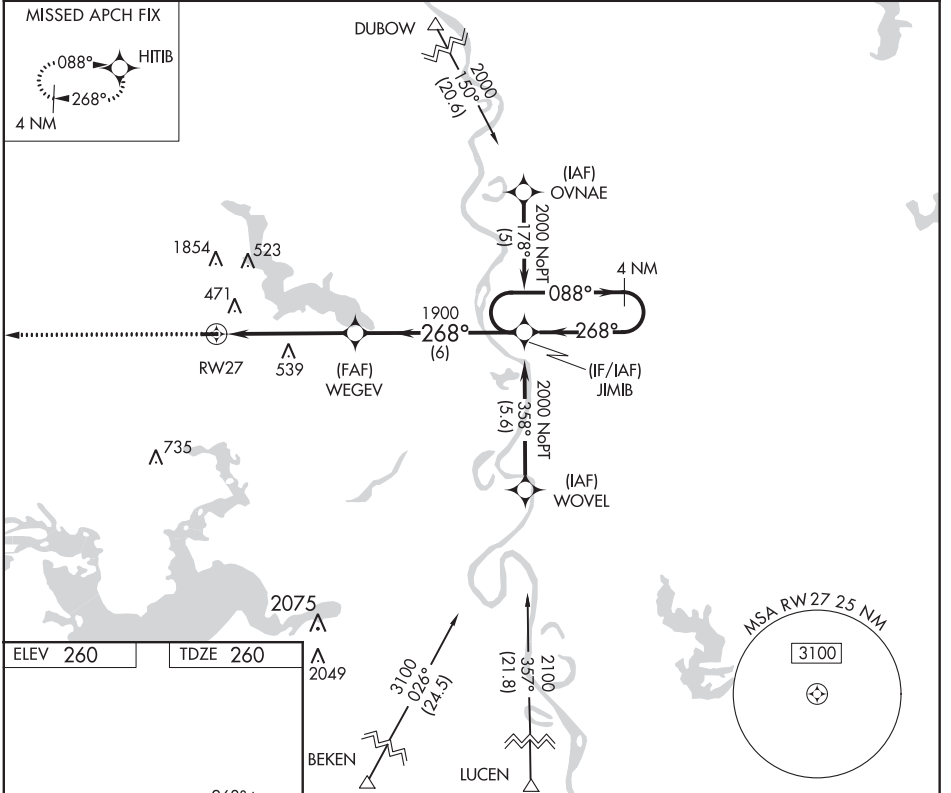 MISSED APCH FIX
HITIB
088°
268°
4 NM
DUBOW
2000
150°
(20.6)
(IAF)
OVNAE
2000 NoPT
178°
(5)
1854
523
471
4 NM
088°
1900
268°
(6)
268°
RW27
539
(FAF)
WEGEV
(IF/IAF)
JIMIB
2000 NoPT
358°
(5.6)
735
(IAF)
WOVEL
2075
2049
MSA RW27 25 NM
3100
ELEV 260
TDZE 260
3100
026°
(24.5)
2100
357°
(21.8)
BEKEN
LUCEN